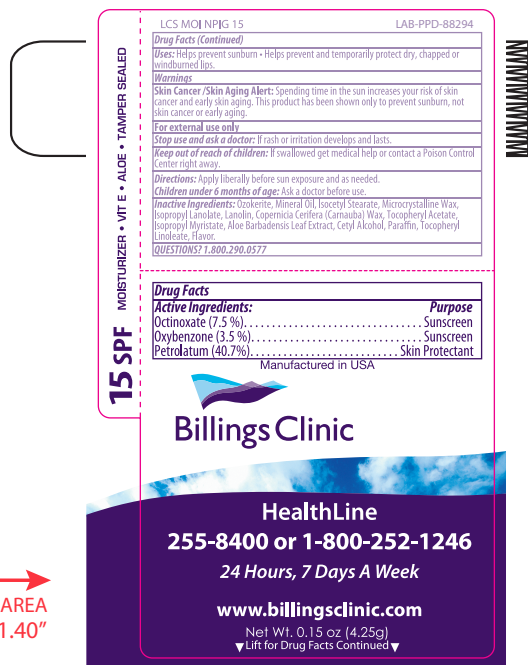 LCS MOI NPIG 15 LAB-PPD-88294
Drug Facts (Continued)
Uses: Helps prevent sunburn • Helps prevent and temporarily protect dry, chapped or
windburned lips.
Warnings
Skin Cancer /Skin Aging Alert: Spending time in the sun increases your risk of skin
cancer and early skin aging. This product has been shown only to prevent sunburn, not
skin cancer or early aging.
For external use only
Stop use and ask a doctor: If rash or irritation develops and lasts.
Keep out of reach of children: If swallowed get medical help or contact a Poison Control
Center right away.
Directions: Apply liberally before sun exposure and as needed.
Children under 6 months of age: Ask a doctor before use.
Inactive Ingredients: Ozokerite, Mineral Oil, Isocetyl Stearate, Microcrystalline Wax,
Isopropyl Lanolate, Lanolin, Copernicia Cerifera (Carnauba) Wax, Tocopheryl Acetate,
Isopropyl Myristate, Aloe Barbadensis Leaf Extract, Cetyl Alcohol, Paraffin, Tocopheryl
Linoleate, Flavor.
QUESTIONS? 1.800.290.0577
15 SPF MOISTURIZER • VIT E • ALOE • TAMPER SEALED
Drug Facts
Active Ingredients: Purpose
Octinoxate (7.5 %). . . . . . . . . . . . . . . . . . . . . . . . . . . . . . . . Sunscreen
Oxybenzone (3.5 %). . . . . . . . . . . . . . . . . . . . . . . . . . . . . . Sunscreen
Petrolatum (40.7%). . . . . . . . . . . . . . . . . . . . . . . . . . Skin Protectant
Manufactured in USA
Billings Clinic
HealthLine
255-8400 or 1-800-252-1246
24 Hours, 7 Days A Week
www.billingsclinic.com
Net Wt. 0.15 oz (4.25g)
▼Lift for Drug Facts Continued▼
AREA
1.40”